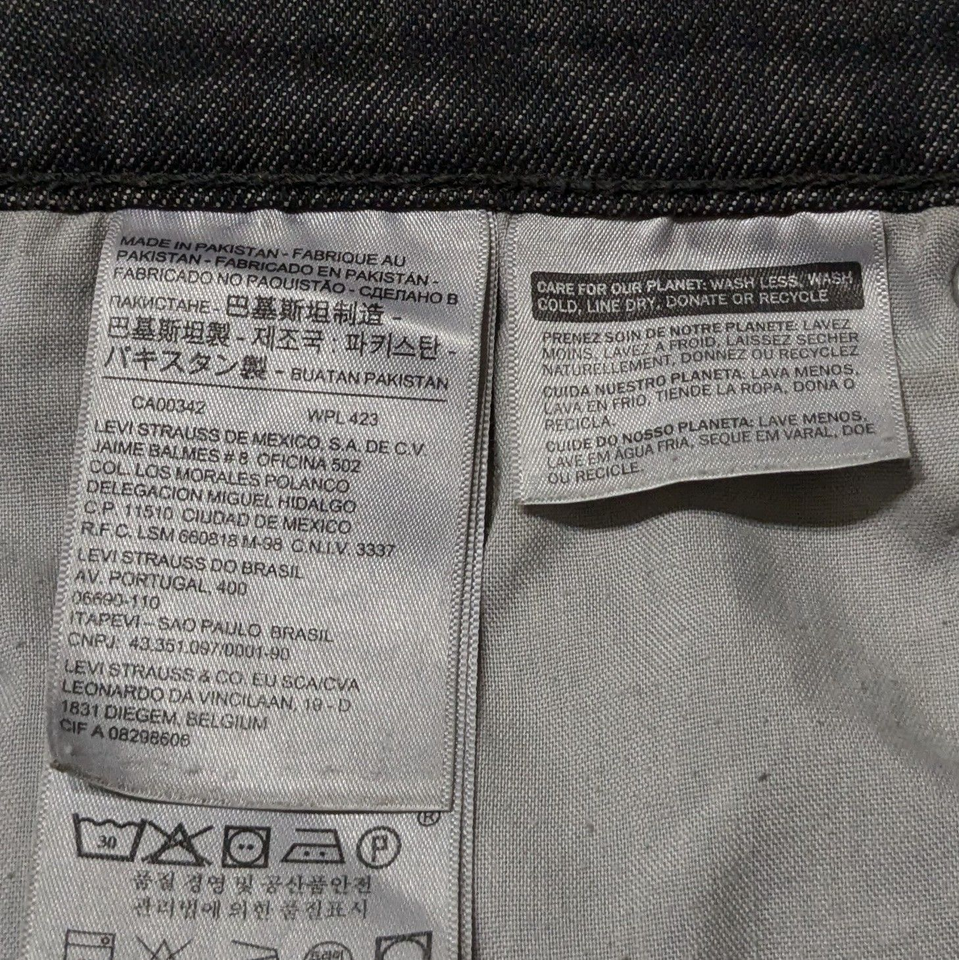 MADE IN PAKISTAN - FABRIQUE AU
PAKISTAN - FABRICADO EN PAKISTÁN -
FABRICADO NO PAQUISTÃO - СДЕЛАНО В
ПАКИСТАНЕ - 巴基斯坦制造 -
巴基斯坦製 - 제조국 : 파키스탄 -
パキスタン製 - BUATAN PAKISTAN
CA00342 WPL 423
LEVI STRAUSS DE MEXICO, S.A. DE C.V
JAIME BALMES # 8 OFICINA 502
COL. LOS MORALES POLANCO
DELEGACION MIGUEL HIDALGO
C.P. 11510 CIUDAD DE MEXICO
R.F.C. LSM 660818 M-98 C.N.I.V. 3337
LEVI STRAUSS DO BRASIL
AV. PORTUGAL, 400
06690-110
ITAPEVI - SAO PAULO BRASIL
CNPJ: 43.351.097/0001-90
LEVI STRAUSS & CO. EU SCA/CVA
LEONARDO DA VINCILAAN, 19 - D
1831 DIEGEM, BELGIUM
CIF A 08298606
CARE FOR OUR PLANET: WASH LESS, WASH
COLD, LINE DRY, DONATE OR RECYCLE
PRENEZ SOIN DE NOTRE PLANETE: LAVEZ
MOINS, LAVEZ A FROID, LAISSEZ SECHER
NATURELLEMENT, DONNEZ OU RECYCLEZ
CUIDA NUESTRO PLANETA: LAVA MENOS,
LAVA EN FRIO, TIENDE LA ROPA, DONA O
RECICLA.
CUIDE DO NOSSO PLANETA: LAVE MENOS,
LAVE EM ÁGUA FRIA, SEQUE EM VARAL, DOE
OU RECICLE.
®
30 P
품질 경영 및 공산품안전
관리법에 의한 품질표시
드라이